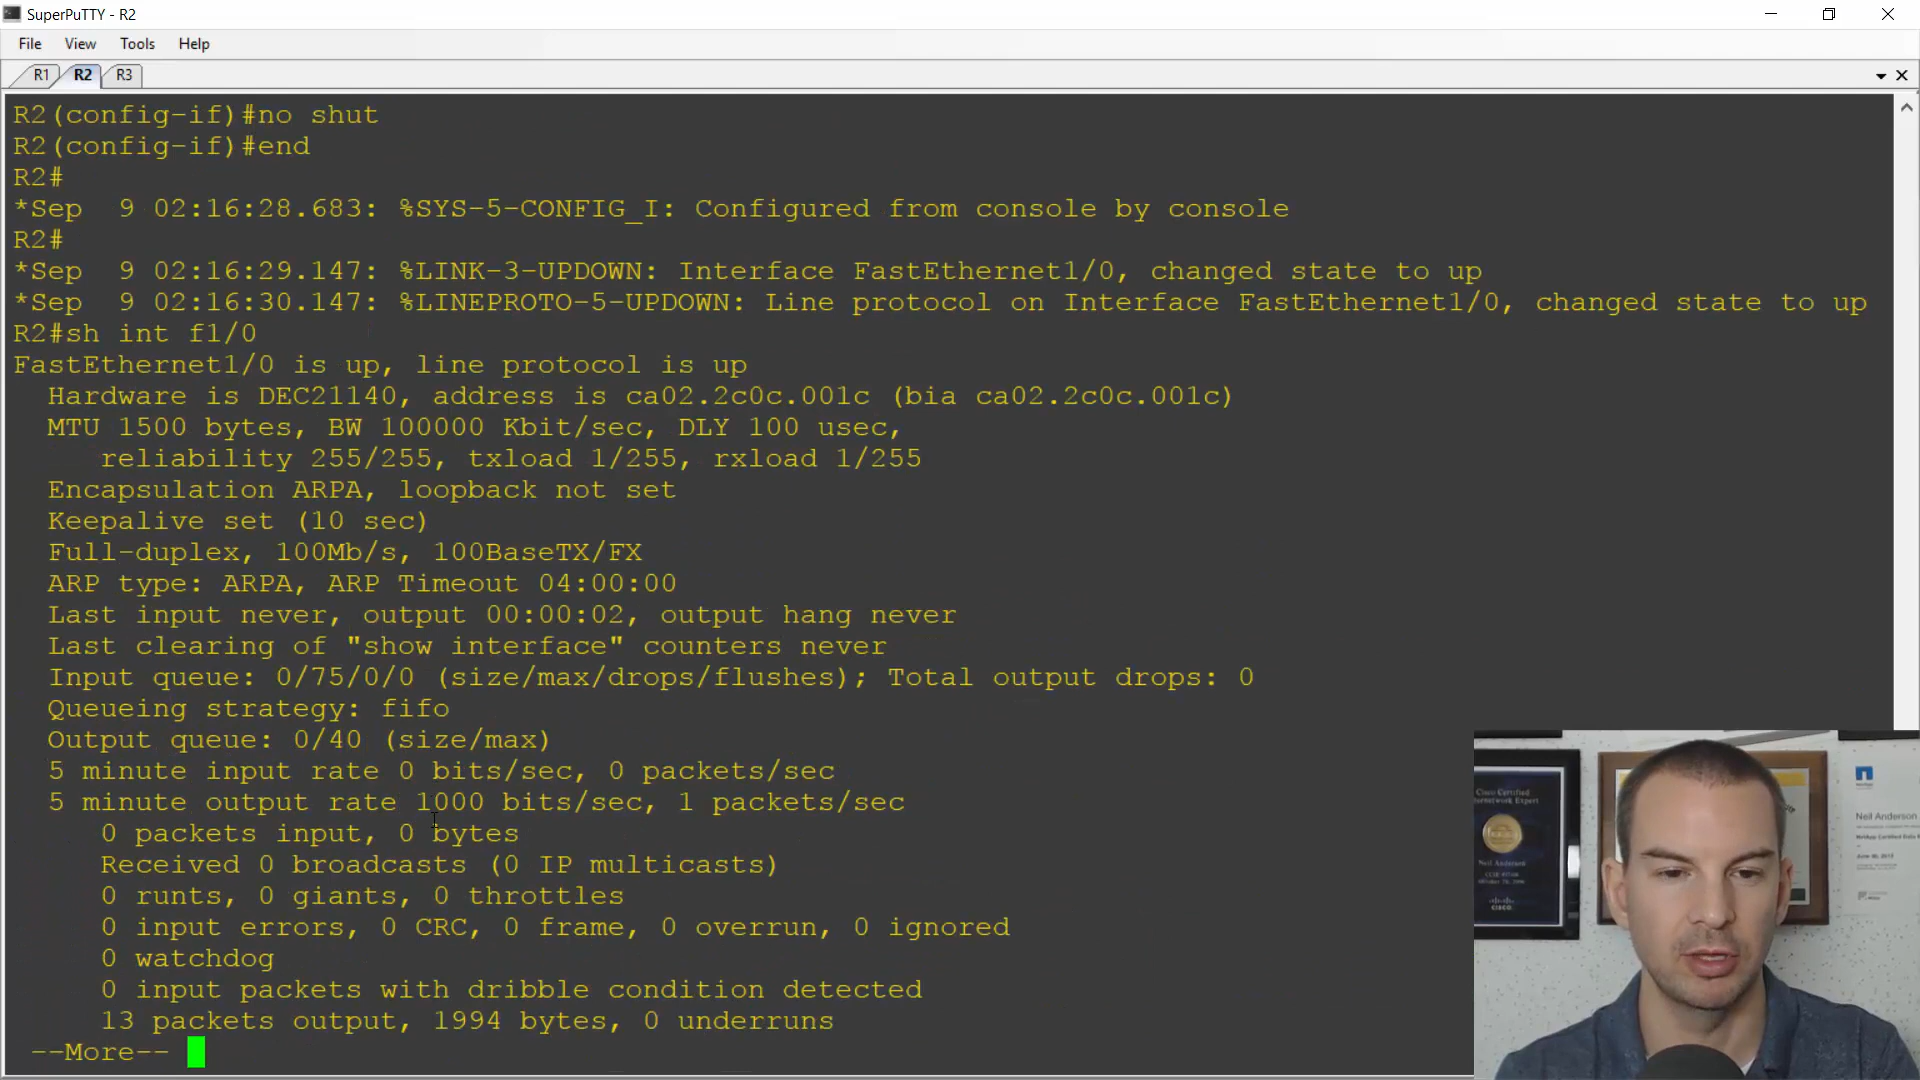 SuperPuTTY - R2
File View Tools Help
R1 R2 R3
R2(config-if)#no shut
R2(config-if)#end
R2#
*Sep  9 02:16:28.683: %SYS-5-CONFIG_I: Configured from console by console
R2#
*Sep  9 02:16:29.147: %LINK-3-UPDOWN: Interface FastEthernet1/0, changed state to up
*Sep  9 02:16:30.147: %LINEPROTO-5-UPDOWN: Line protocol on Interface FastEthernet1/0, changed state to up
R2#sh int f1/0
FastEthernet1/0 is up, line protocol is up
Hardware is DEC21140, address is ca02.2c0c.001c (bia ca02.2c0c.001c)
MTU 1500 bytes, BW 100000 Kbit/sec, DLY 100 usec,
reliability 255/255, txload 1/255, rxload 1/255
Encapsulation ARPA, loopback not set
Keepalive set (10 sec)
Full-duplex, 100Mb/s, 100BaseTX/FX
ARP type: ARPA, ARP Timeout 04:00:00
Last input never, output 00:00:02, output hang never
Last clearing of "show interface" counters never
Input queue: 0/75/0/0 (size/max/drops/flushes); Total output drops: 0
Queueing strategy: fifo
Output queue: 0/40 (size/max)
5 minute input rate 0 bits/sec, 0 packets/sec
5 minute output rate 1000 bits/sec, 1 packets/sec
0 packets input, 0 bytes
Received 0 broadcasts (0 IP multicasts)
0 runts, 0 giants, 0 throttles
0 input errors, 0 CRC, 0 frame, 0 overrun, 0 ignored
0 watchdog
0 input packets with dribble condition detected
13 packets output, 1994 bytes, 0 underruns
--More--
Cisco Certified
Internetwork Expert
Neil Anderson
CISCO
Neil Anderson